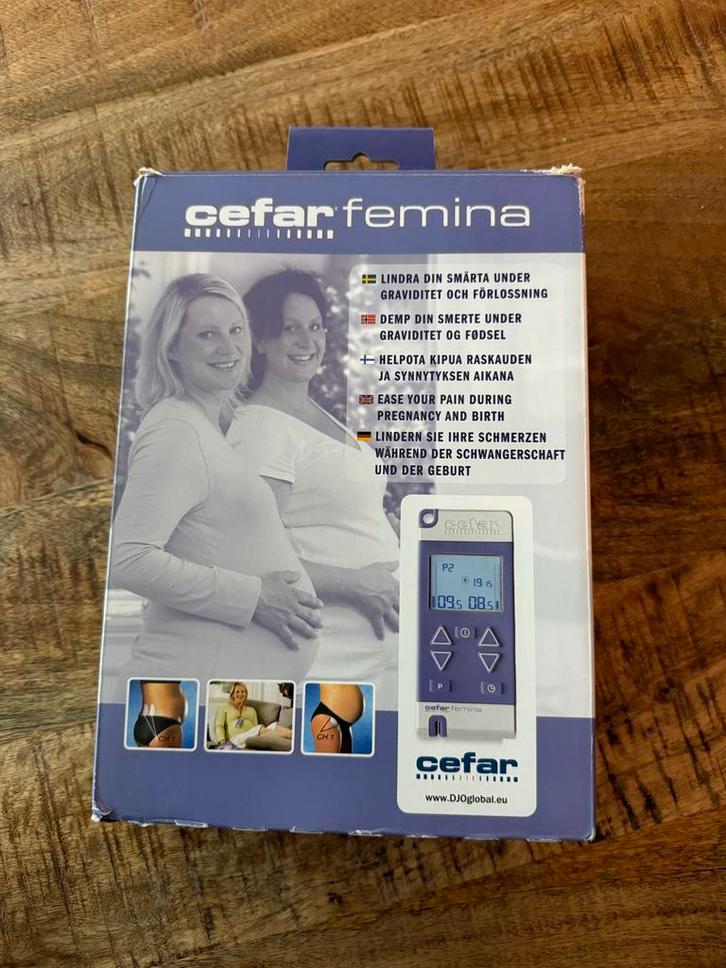 cefar® femina
LINDRA DIN SMÄRTA UNDER
GRAVIDITET OCH FÖRLOSSNING
DEMP DIN SMERTE UNDER
GRAVIDITET OG FØDSEL
HELPOTA KIPUA RASKAUDEN
JA SYNNYTYKSEN AIKANA
EASE YOUR PAIN DURING
PREGNANCY AND BIRTH
LINDERN SIE IHRE SCHMERZEN
WÄHREND DER SCHWANGERSCHAFT
UND DER GEBURT
cefar
P2
19:15
09.5 08.5
P
cefar femina
CH 1
CH 1
cefar
www.DJOglobal.eu